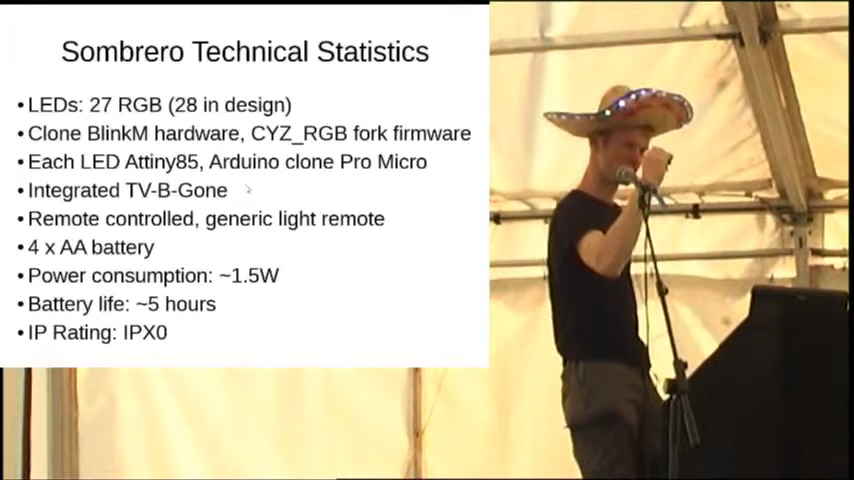 Sombrero Technical Statistics
• LEDs: 27 RGB (28 in design)
• Clone BlinkM hardware, CYZ_RGB fork firmware
• Each LED Attiny85, Arduino clone Pro Micro
• Integrated TV-B-Gone
• Remote controlled, generic light remote
• 4 x AA battery
• Power consumption: ~1.5W
• Battery life: ~5 hours
• IP Rating: IPX0